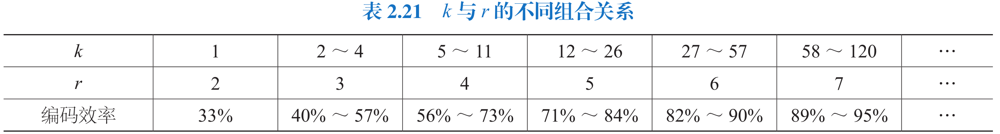 表 2.21 k 与 r 的不同组合关系
k 1 2～4 5～11 12～26 27～57 58～120 …
r 2 3 4 5 6 7 …
编码效率 33% 40%～57% 56%～73% 71%～84% 82%～90% 89%～95% …